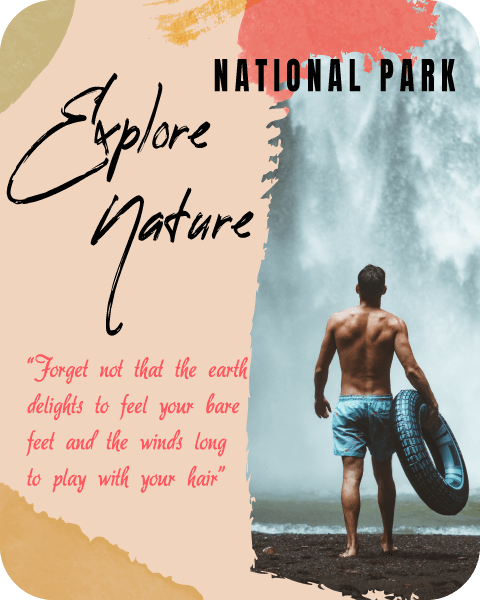 NATIONAL PARK
Explore
Nature
“Forget not that the earth
delights to feel your bare
feet and the winds long
to play with your hair”